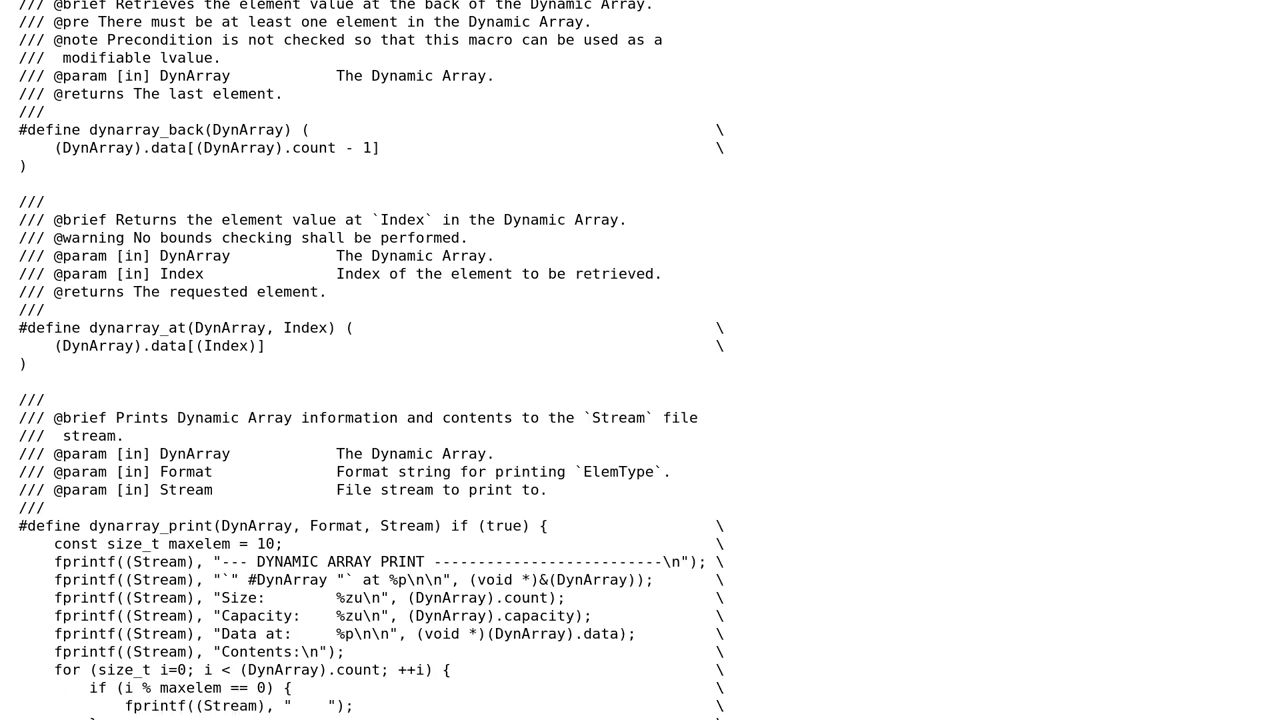 /// @brief Retrieves the element value at the back of the Dynamic Array.
/// @pre There must be at least one element in the Dynamic Array.
/// @note Precondition is not checked so that this macro can be used as a
///  modifiable lvalue.
/// @param [in] DynArray            The Dynamic Array.
/// @returns The last element.
///
#define dynarray_back(DynArray) (                                              \
    (DynArray).data[(DynArray).count - 1]                                      \
)

///
/// @brief Returns the element value at `Index` in the Dynamic Array.
/// @warning No bounds checking shall be performed.
/// @param [in] DynArray            The Dynamic Array.
/// @param [in] Index               Index of the element to be retrieved.
/// @returns The requested element.
///
#define dynarray_at(DynArray, Index) (                                         \
    (DynArray).data[(Index)]                                                   \
)

///
/// @brief Prints Dynamic Array information and contents to the `Stream` file
///  stream.
/// @param [in] DynArray            The Dynamic Array.
/// @param [in] Format              Format string for printing `ElemType`.
/// @param [in] Stream              File stream to print to.
///
#define dynarray_print(DynArray, Format, Stream) if (true) {                   \
    const size_t maxelem = 10;                                                 \
    fprintf((Stream), "--- DYNAMIC ARRAY PRINT --------------------------\n"); \
    fprintf((Stream), "`" #DynArray "` at %p\n\n", (void *)&(DynArray));       \
    fprintf((Stream), "Size:        %zu\n", (DynArray).count);                 \
    fprintf((Stream), "Capacity:    %zu\n", (DynArray).capacity);              \
    fprintf((Stream), "Data at:     %p\n\n", (void *)(DynArray).data);         \
    fprintf((Stream), "Contents:\n");                                          \
    for (size_t i=0; i < (DynArray).count; ++i) {                              \
        if (i % maxelem == 0) {                                                \
            fprintf((Stream), "    ");                                         \